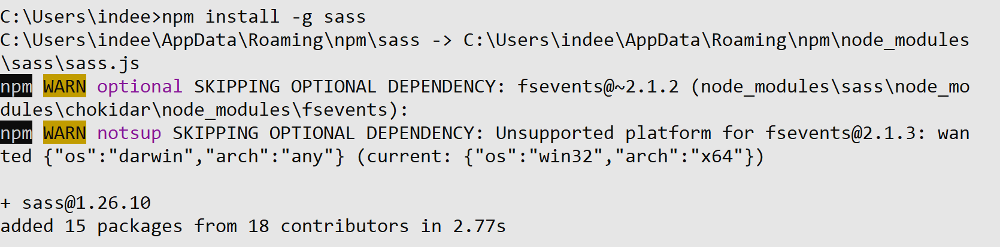 C:\Users\indee>npm install -g sass
C:\Users\indee\AppData\Roaming\npm\sass -> C:\Users\indee\AppData\Roaming\npm\node_modules
\sass\sass.js
npm WARN optional SKIPPING OPTIONAL DEPENDENCY: fsevents@~2.1.2 (node_modules\sass\node_mo
dules\chokidar\node_modules\fsevents):
npm WARN notsup SKIPPING OPTIONAL DEPENDENCY: Unsupported platform for fsevents@2.1.3: wan
ted {"os":"darwin","arch":"any"} (current: {"os":"win32","arch":"x64"})
+ sass@1.26.10
added 15 packages from 18 contributors in 2.77s